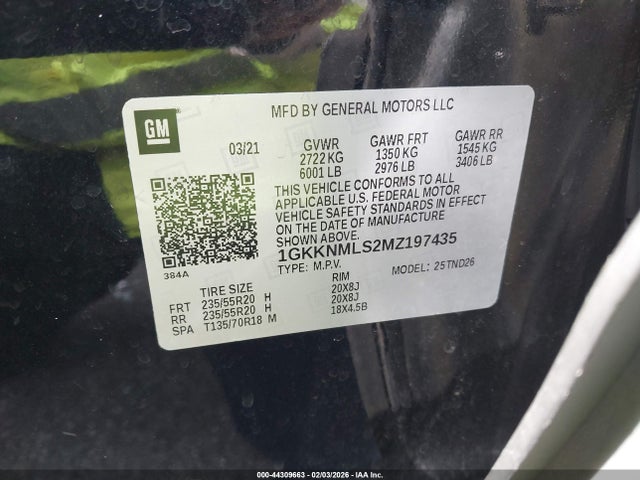 MFD BY GENERAL MOTORS LLC
GM
03/21
GVWR GAWR FRT GAWR RR
2722 KG 1350 KG 1545 KG
6001 LB 2976 LB 3406 LB
THIS VEHICLE CONFORMS TO ALL
APPLICABLE U.S. FEDERAL MOTOR
VEHICLE SAFETY STANDARDS IN EFFECT
ON THE DATE OF MANUFACTURE
SHOWN ABOVE.
1GKKNMLS2MZ197435
384A
TYPE: M.P.V. MODEL: 25TND26
TIRE SIZE RIM
FRT 235/55R20 H 20X8J
RR 235/55R20 H 20X8J
SPA T135/70R18 M 18X4.5B
000-44309663 - 02/03/2026 - IAA Inc.